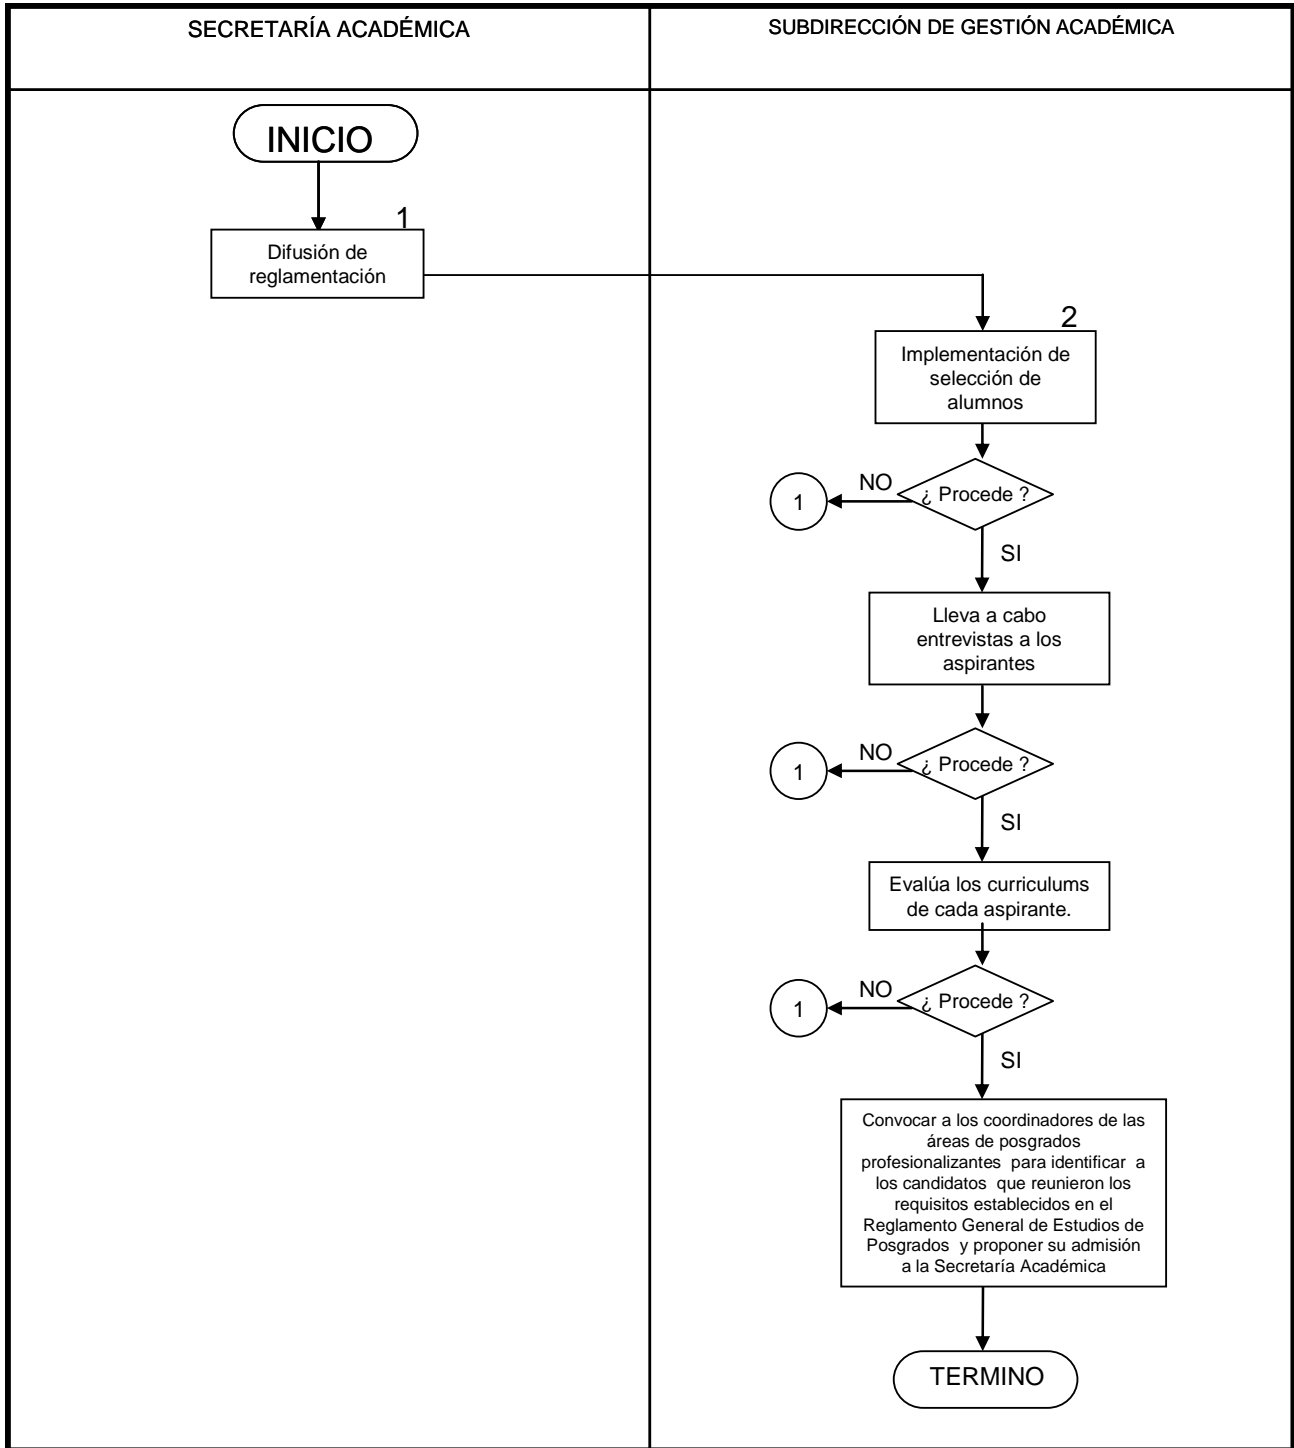 SECRETARÍA ACADÉMICA
SUBDIRECCIÓN DE GESTIÓN ACADÉMICA
INICIO
1
Difusión de
reglamentación
2
Implementación de
selección de
alumnos
NO
1
¿ Procede ?
SI
Lleva a cabo
entrevistas a los
aspirantes
NO
1
¿ Procede ?
SI
Evalúa los curriculums
de cada aspirante.
NO
1
¿ Procede ?
SI
Convocar a los coordinadores de las
áreas de posgrados
profesionalizantes para identificar a
los candidatos que reunieron los
requisitos establecidos en el
Reglamento General de Estudios de
Posgrados y proponer su admisión
a la Secretaría Académica
TERMINO